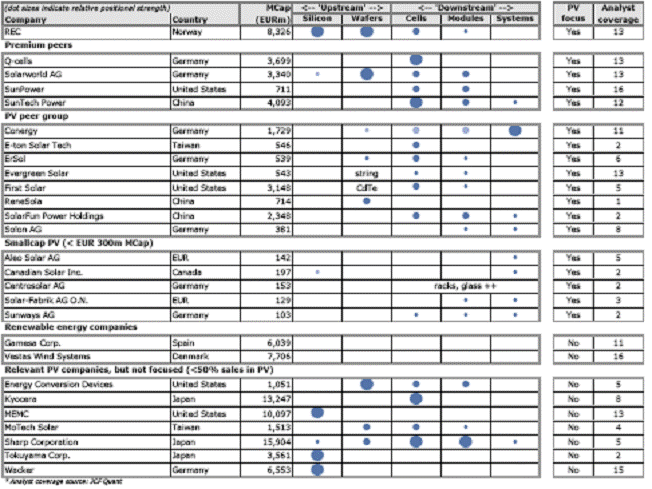 (dot sizes indicate relative positional strength) MCap <-- 'Upstream' --> <-- 'Downstream' --> PV Analyst
Company Country (EURm) Silicon Wafers Cells Modules Systems focus coverage
REC Norway 8,326 Yes 13
Premium peers
Q-cells Germany 3,699 Yes 13
Solarworld AG Germany 3,340 Yes 13
SunPower United States 711 Yes 16
SunTech Power China 4,093 Yes 12
PV peer group
Conergy Germany 1,729 Yes 11
E-ton Solar Tech Taiwan 546 Yes 2
ErSol Germany 539 Yes 6
Evergreen Solar United States 543 string Yes 13
First Solar United States 3,148 CdTe Yes 5
ReneSola China 714 Yes 1
SolarFun Power Holdings China 2,348 Yes 2
Solon AG Germany 381 Yes 8
Smallcap PV (< EUR 300m MCap)
Aleo Solar AG EUR 142 Yes 5
Canadian Solar Inc. Canada 197 Yes 2
Centrosolar AG Germany 153 racks, glass ++ Yes 2
Solar-Fabrik AG O.N. EUR 129 Yes 3
Sunways AG Germany 103 Yes 2
Renewable energy companies
Gamesa Corp. Spain 6,039 No 11
Vestas Wind Systems Denmark 7,706 No 16
Relevant PV companies, but not focused (<50% sales in PV)
Energy Conversion Devices United States 1,051 No 5
Kyocera Japan 13,247 No 8
MEMC United States 10,097 No 13
MoTech Solar Taiwan 1,513 No 4
Sharp Corporation Japan 15,904 No 5
Tokuyama Corp. Japan 3,561 No 2
Wacker Germany 6,553 No 15
* Analyst coverage source: JCF Quant